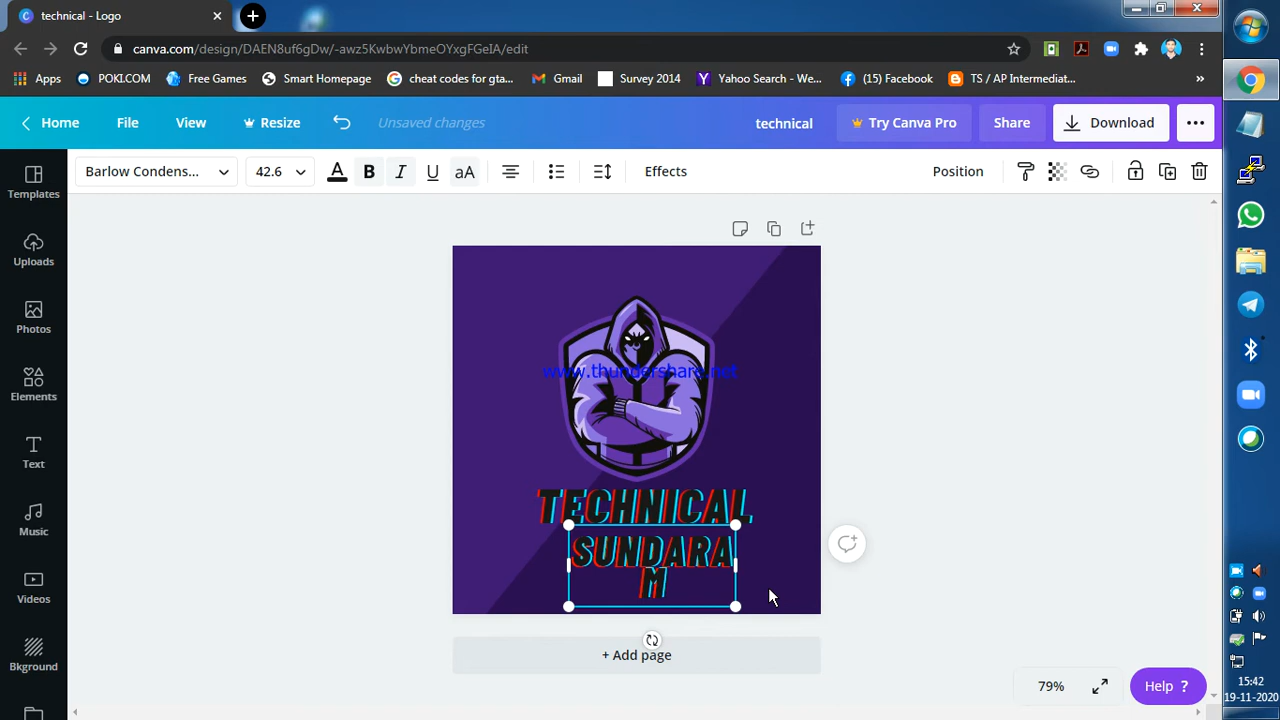 technical - Logo
canva.com/design/DAEN8uf6gDw/-awz5KwbwYbmeOYxgFGeIA/edit
Apps POKI.COM Free Games Smart Homepage cheat codes for gta... Gmail Survey 2014 Yahoo Search - We... (15) Facebook TS / AP Intermediat... »
Home File View Resize Unsaved changes technical Try Canva Pro Share Download
Barlow Condens... 42.6 A B I U aA Effects Position
Templates
Uploads
Photos
Elements
Text
Music
Videos
Bkground
www.thundershare.net
TECHNICAL
SUNDARA
M
+ Add page
79% Help ?
15:42
19-11-2020